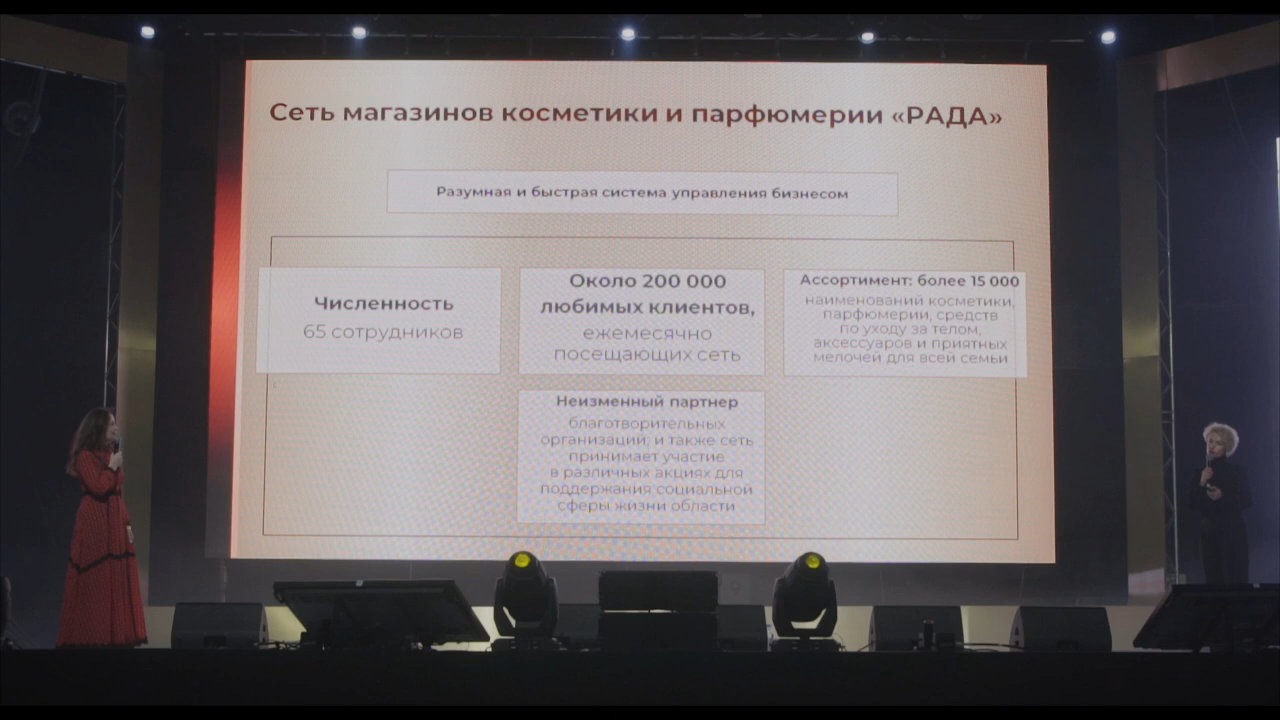 Сеть магазинов косметики и парфюмерии «РАДА»
Разумная и быстрая система управления бизнесом
Численность
65 сотрудников
Около 200 000
любимых клиентов,
ежемесячно
посещающих сеть
Ассортимент: более 15 000
наименований косметики,
парфюмерии, средств
по уходу за телом,
аксессуаров и приятных
мелочей для всей семьи
Неизменный партнер
благотворительных
организаций, и также сеть
принимает участие
в различных акциях для
поддержания социальной
сферы жизни области